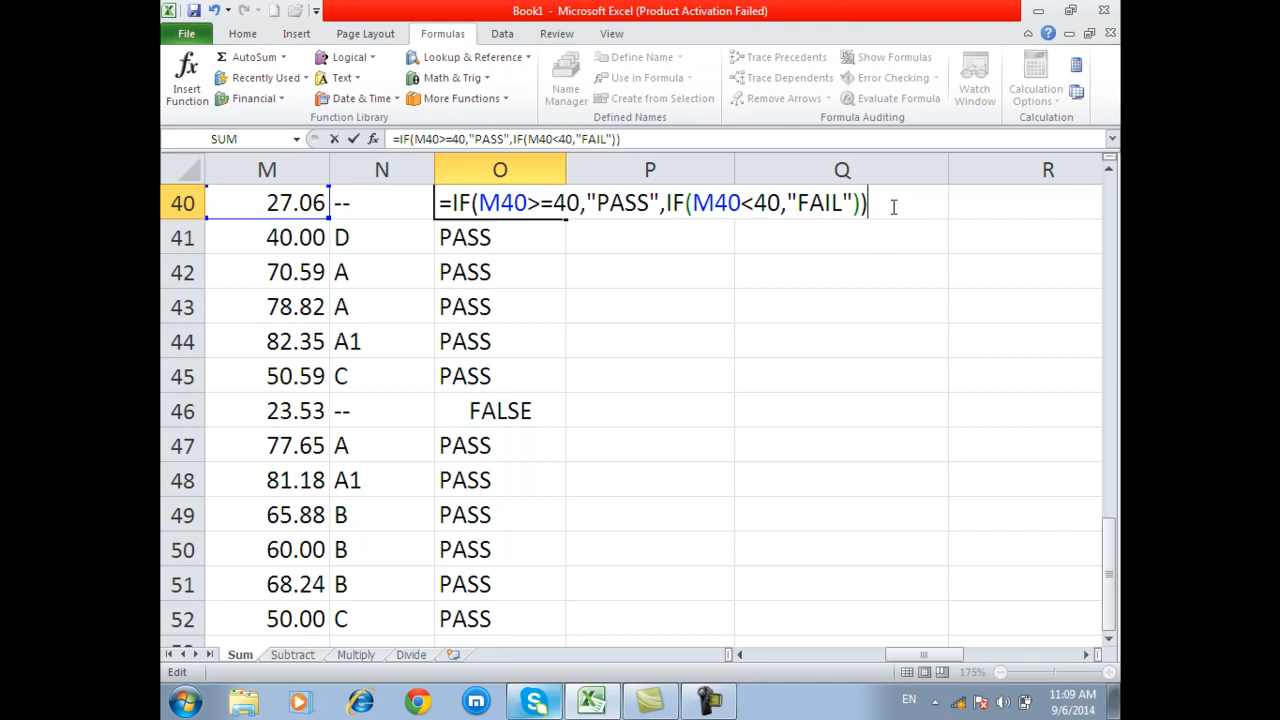 Book1 - Microsoft Excel (Product Activation Failed)
File Home Insert Page Layout Formulas Data Review View
fx
Insert Function
Σ AutoSum
Recently Used
Financial
Logical
Text
Date & Time
Lookup & Reference
Math & Trig
More Functions
Function Library
Name Manager
Define Name
Use in Formula
Create from Selection
Defined Names
Trace Precedents
Trace Dependents
Remove Arrows
Show Formulas
Error Checking
Evaluate Formula
Formula Auditing
Watch Window
Calculation Options
Calculation
SUM fx =IF(M40>=40,"PASS",IF(M40<40,"FAIL"))
M N O P Q R
40 27.06 -- =IF(M40>=40,"PASS",IF(M40<40,"FAIL"))
41 40.00 D PASS
42 70.59 A PASS
43 78.82 A PASS
44 82.35 A1 PASS
45 50.59 C PASS
46 23.53 -- FALSE
47 77.65 A PASS
48 81.18 A1 PASS
49 65.88 B PASS
50 60.00 B PASS
51 68.24 B PASS
52 50.00 C PASS
Sum Subtract Multiply Divide
Edit 175%
EN 11:09 AM
9/6/2014